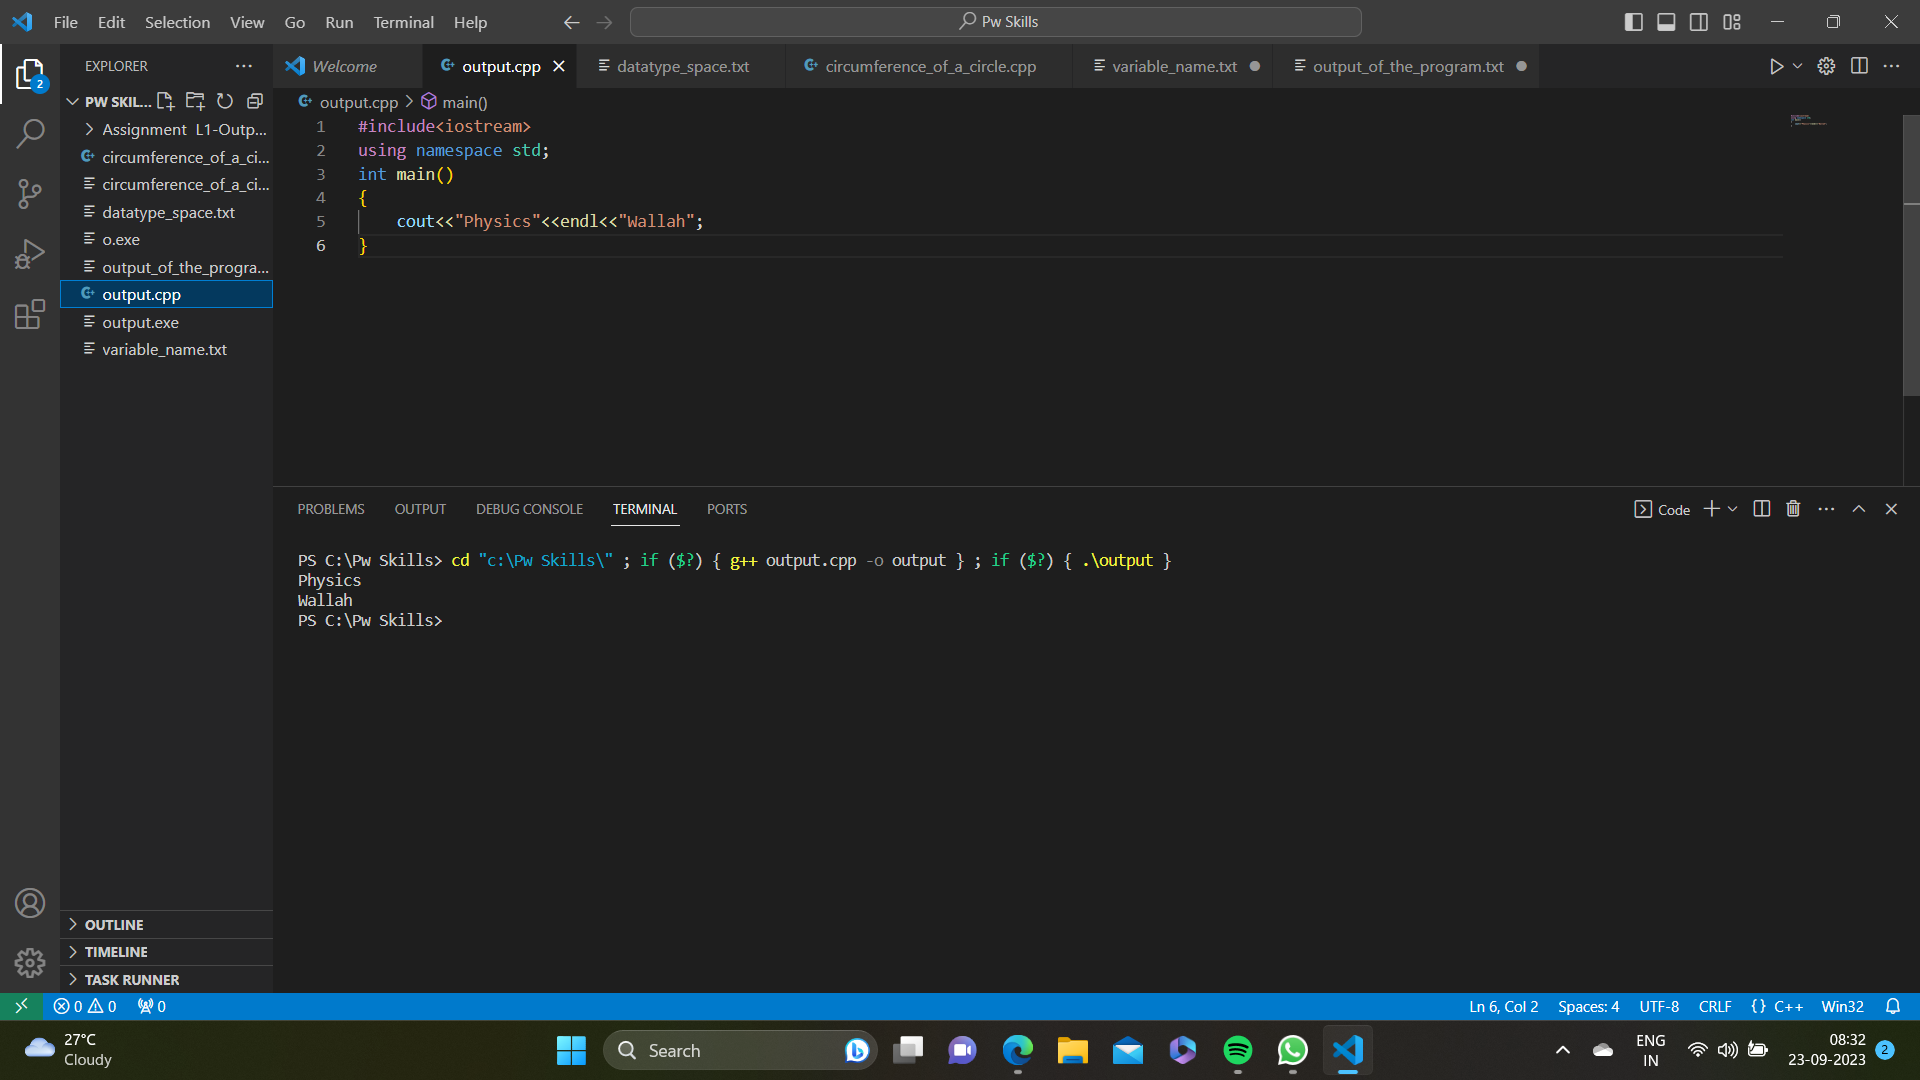 File Edit Selection View Go Run Terminal Help
Pw Skills
EXPLORER
PW SKIL...
Assignment L1-Outp...
circumference_of_a_ci...
circumference_of_a_ci...
datatype_space.txt
o.exe
output_of_the_progra...
output.cpp
output.exe
variable_name.txt
OUTLINE
TIMELINE
TASK RUNNER
2
Welcome output.cpp datatype_space.txt circumference_of_a_circle.cpp variable_name.txt output_of_the_program.txt
output.cpp > main()
1 #include<iostream>
2 using namespace std;
3 int main()
4 {
5 cout<<"Physics"<<endl<<"Wallah";
6 }
PROBLEMS OUTPUT DEBUG CONSOLE TERMINAL PORTS
Code
PS C:\Pw Skills> cd "c:\Pw Skills\" ; if ($?) { g++ output.cpp -o output } ; if ($?) { .\output }
Physics
Wallah
PS C:\Pw Skills>
0 0 0
Ln 6, Col 2 Spaces: 4 UTF-8 CRLF {} C++ Win32
27°C
Cloudy
Search
ENG
IN
08:32
23-09-2023
2